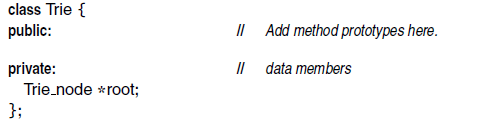 class Trie {
public: // Add method prototypes here.
private: // data members
Trie_node *root;
};